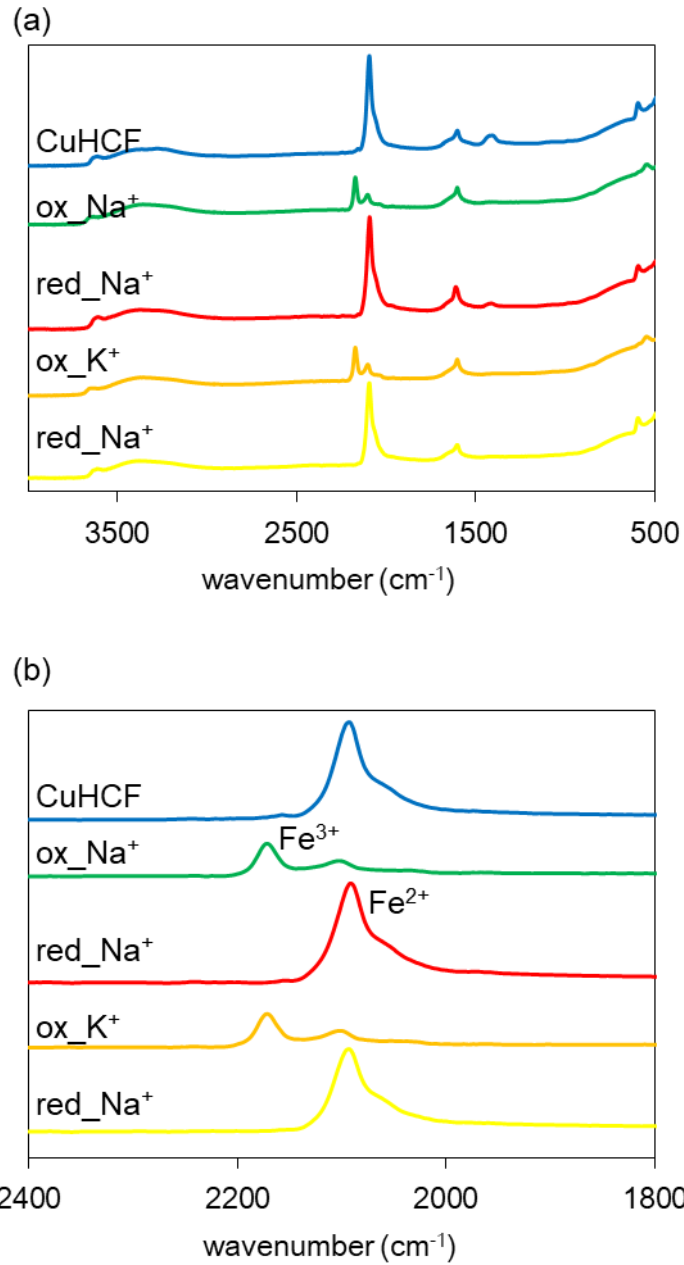 (a)
CuHCF
ox_Na⁺
red_Na⁺
ox_K⁺
red_Na⁺
3500 2500 1500 500
wavenumber (cm⁻¹)
(b)
CuHCF
Fe³⁺
ox_Na⁺
Fe²⁺
red_Na⁺
ox_K⁺
red_Na⁺
2400 2200 2000 1800
wavenumber (cm⁻¹)